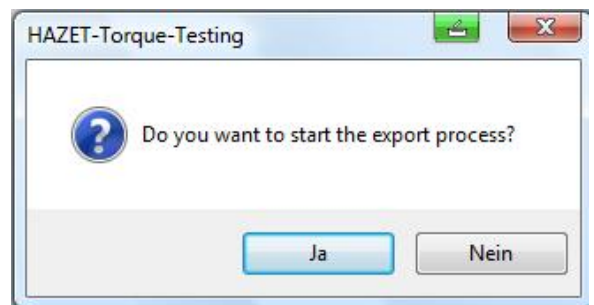 HAZET-Torque-Testing
Do you want to start the export process?
Ja
Nein